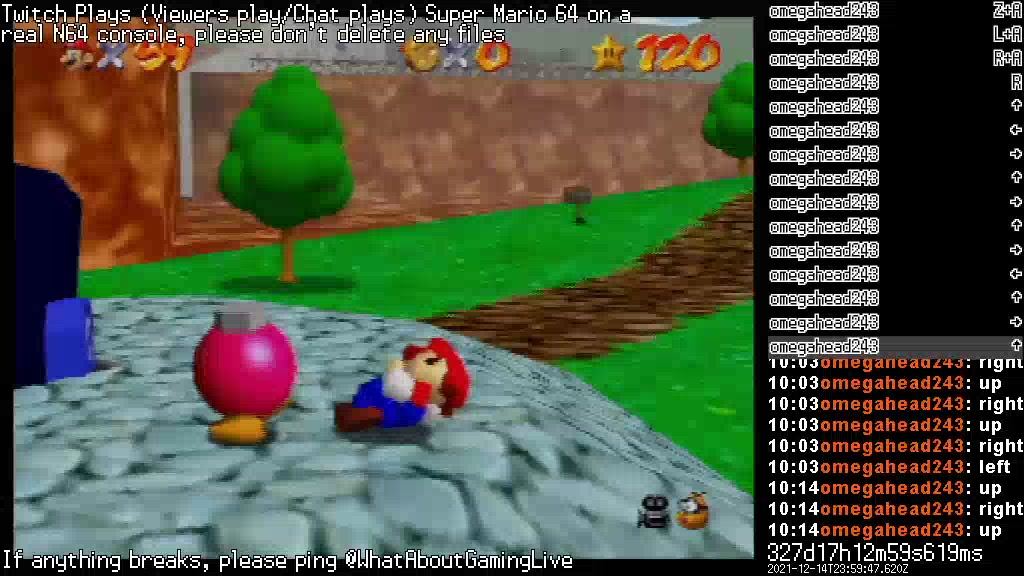 Twitch Plays (Viewers play/Chat plays) Super Mario 64 on a
real N64 console, please don't delete any files
120
0
omegahead243 Z+A
omegahead243 L+A
omegahead243 R+A
omegahead243 R
omegahead243 ↑
omegahead243 ←
omegahead243 →
omegahead243 ↑
omegahead243 →
omegahead243 ↑
omegahead243 →
omegahead243 ←
omegahead243 ↑
omegahead243 →
omegahead243 ↑
10:03omegahead243: right
10:03omegahead243: up
10:03omegahead243: right
10:03omegahead243: up
10:03omegahead243: right
10:03omegahead243: left
10:14omegahead243: up
10:14omegahead243: right
10:14omegahead243: up
327d17h12m59s619ms
2021-12-14T23:59:47.620Z
If anything breaks, please ping @WhatAboutGamingLive